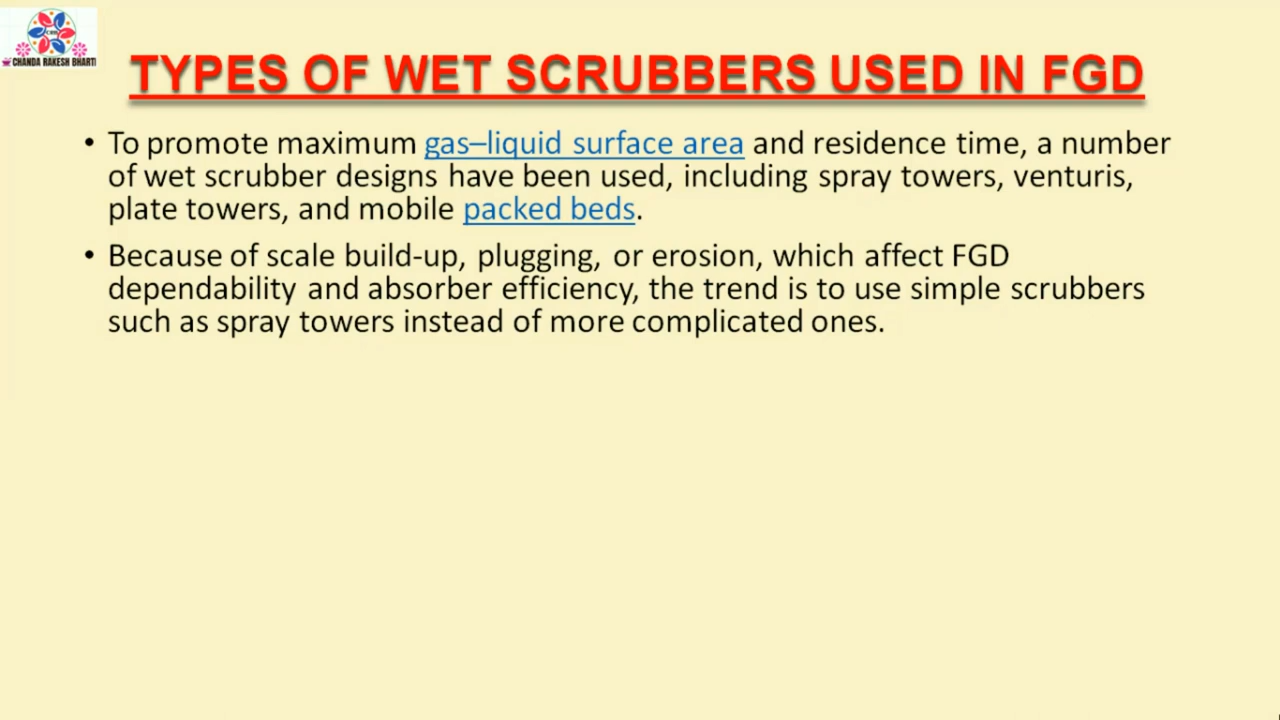 CHANDA RAKESH BHARTI
TYPES OF WET SCRUBBERS USED IN FGD
• To promote maximum gas–liquid surface area and residence time, a number
of wet scrubber designs have been used, including spray towers, venturis,
plate towers, and mobile packed beds.
• Because of scale build-up, plugging, or erosion, which affect FGD
dependability and absorber efficiency, the trend is to use simple scrubbers
such as spray towers instead of more complicated ones.